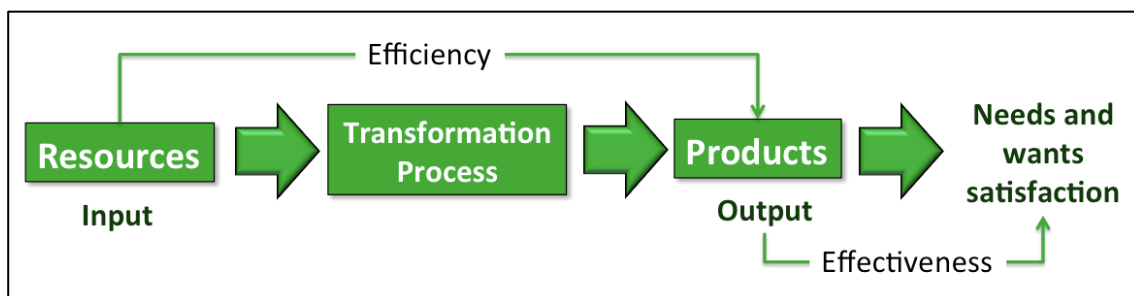 Efficiency
Resources
Input
Transformation
Process
Products
Output
Needs and
wants
satisfaction
Effectiveness